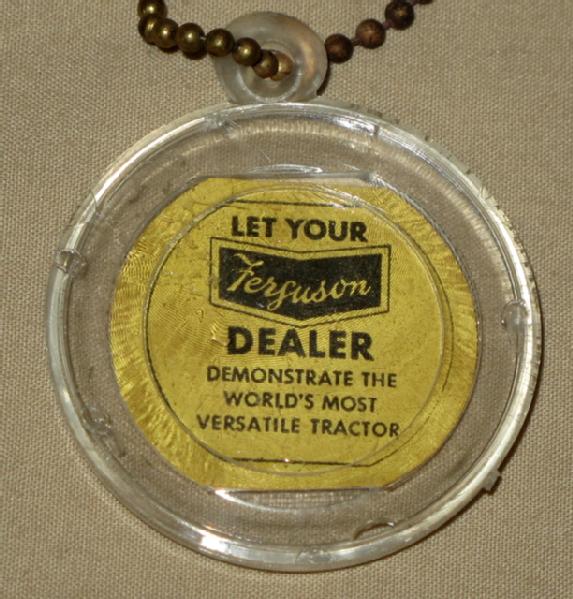 LET YOUR
Ferguson
DEALER
DEMONSTRATE THE
WORLD'S MOST
VERSATILE TRACTOR